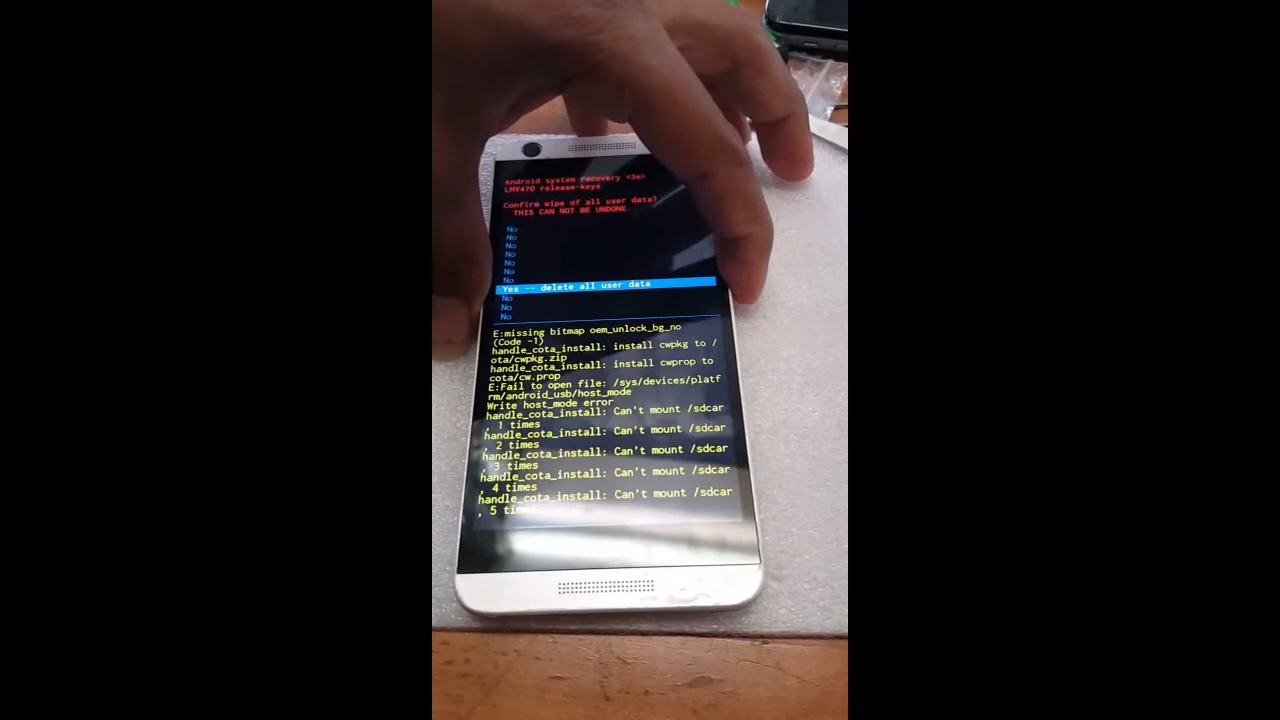 Android system recovery <3e>
LMY47O release-keys
Confirm wipe of all user data?
THIS CAN NOT BE UNDONE.
No
No
No
No
No
No
No
Yes -- delete all user data
No
No
No
E:missing bitmap oem_unlock_bg_no
(Code -1)
handle_cota_install: install cwpkg to /
ota/cwpkg.zip
handle_cota_install: install cwprop to
cota/cw.prop
E:Fail to open file: /sys/devices/platf
rm/android_usb/host_mode
Write host_mode error
handle_cota_install: Can't mount /sdcar
, 1 times
handle_cota_install: Can't mount /sdcar
, 2 times
handle_cota_install: Can't mount /sdcar
, 3 times
handle_cota_install: Can't mount /sdcar
, 4 times
handle_cota_install: Can't mount /sdcar
, 5 times